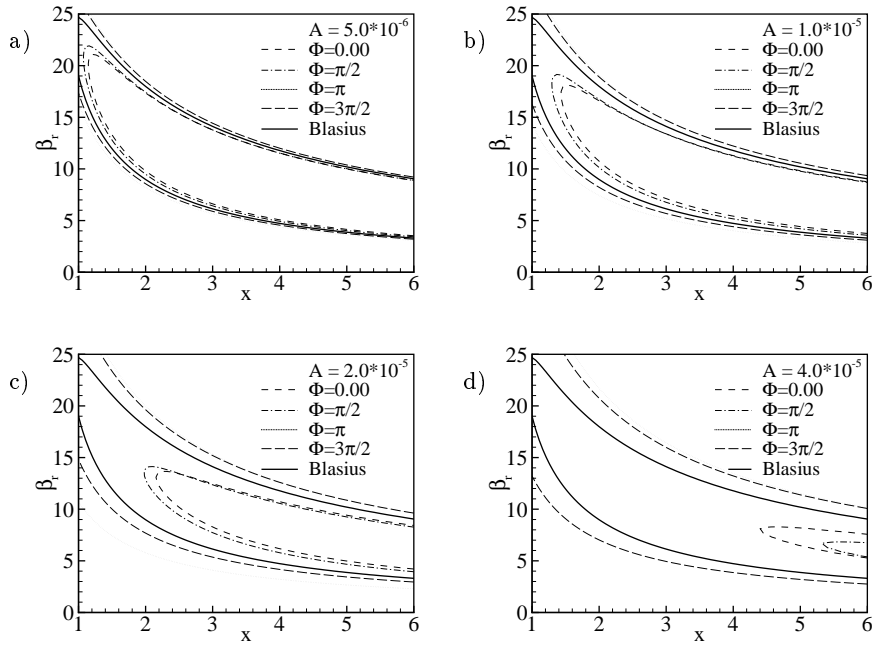 a)
25
20
15
10
5
0
β_r
1 2 3 4 5 6
x
A = 5.0*10^-6
Φ=0.00
Φ=π/2
Φ=π
Φ=3π/2
Blasius
b)
25
20
15
10
5
0
β_r
1 2 3 4 5 6
x
A = 1.0*10^-5
Φ=0.00
Φ=π/2
Φ=π
Φ=3π/2
Blasius
c)
25
20
15
10
5
0
β_r
1 2 3 4 5 6
x
A = 2.0*10^-5
Φ=0.00
Φ=π/2
Φ=π
Φ=3π/2
Blasius
d)
25
20
15
10
5
0
β_r
1 2 3 4 5 6
x
A = 4.0*10^-5
Φ=0.00
Φ=π/2
Φ=π
Φ=3π/2
Blasius